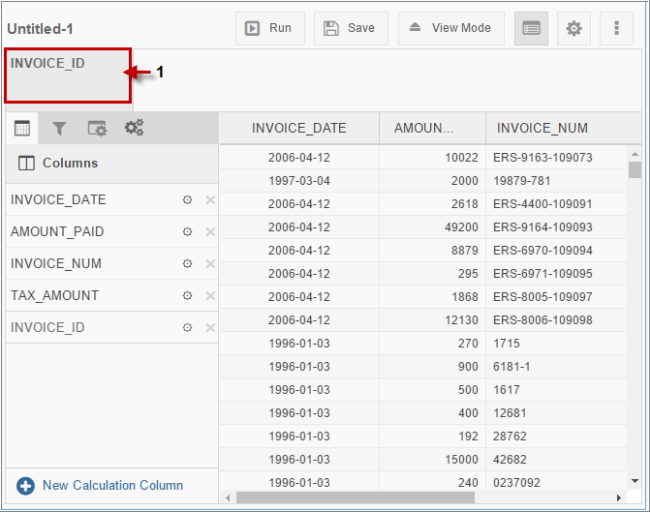 Untitled-1 Run Save View Mode
INVOICE_ID
1
Columns
INVOICE_DATE
AMOUNT_PAID
INVOICE_NUM
TAX_AMOUNT
INVOICE_ID
New Calculation Column
INVOICE_DATE AMOUN... INVOICE_NUM
2006-04-12 10022 ERS-9163-109073
1997-03-04 2000 19879-781
2006-04-12 2618 ERS-4400-109091
2006-04-12 49200 ERS-9164-109093
2006-04-12 8879 ERS-6970-109094
2006-04-12 295 ERS-6971-109095
2006-04-12 1868 ERS-8005-109097
2006-04-12 12130 ERS-8006-109098
1996-01-03 270 1715
1996-01-03 900 6181-1
1996-01-03 500 1617
1996-01-03 400 12681
1996-01-03 192 28762
1996-01-03 15000 42682
1996-01-03 240 0237092